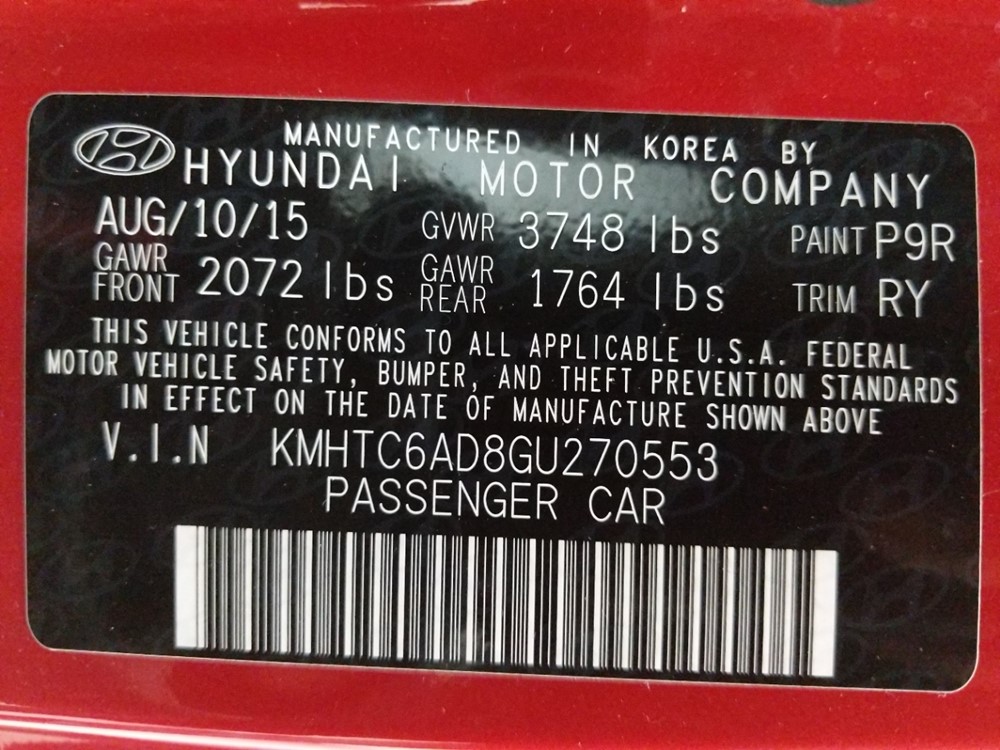 MANUFACTURED IN KOREA BY
HYUNDAI MOTOR COMPANY
AUG/10/15 GVWR 3748 lbs PAINT P9R
GAWR FRONT 2072 lbs GAWR REAR 1764 lbs TRIM RY
THIS VEHICLE CONFORMS TO ALL APPLICABLE U.S.A. FEDERAL
MOTOR VEHICLE SAFETY, BUMPER, AND THEFT PREVENTION STANDARDS
IN EFFECT ON THE DATE OF MANUFACTURE SHOWN ABOVE
V.I.N KMHTC6AD8GU270553
PASSENGER CAR